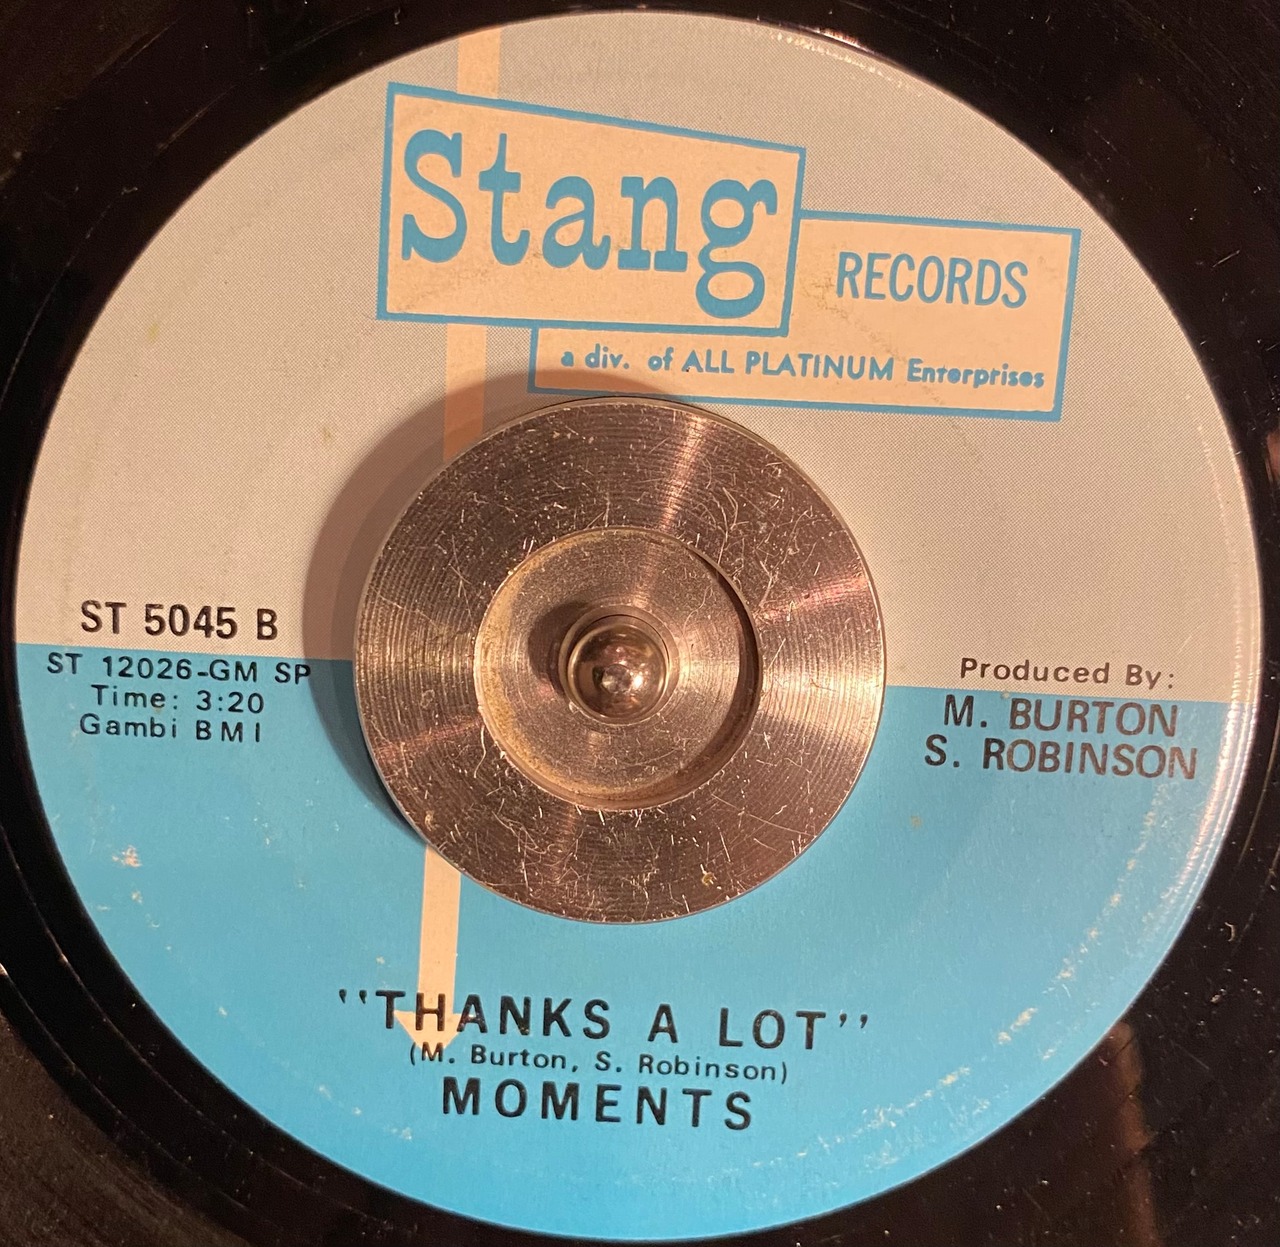 Stang
RECORDS
a div. of ALL PLATINUM Enterprises
ST 5045 B
ST 12026-GM SP
Time: 3:20
Gambi BMI
Produced By:
M. BURTON
S. ROBINSON
"THANKS A LOT"
(M. Burton, S. Robinson)
MOMENTS